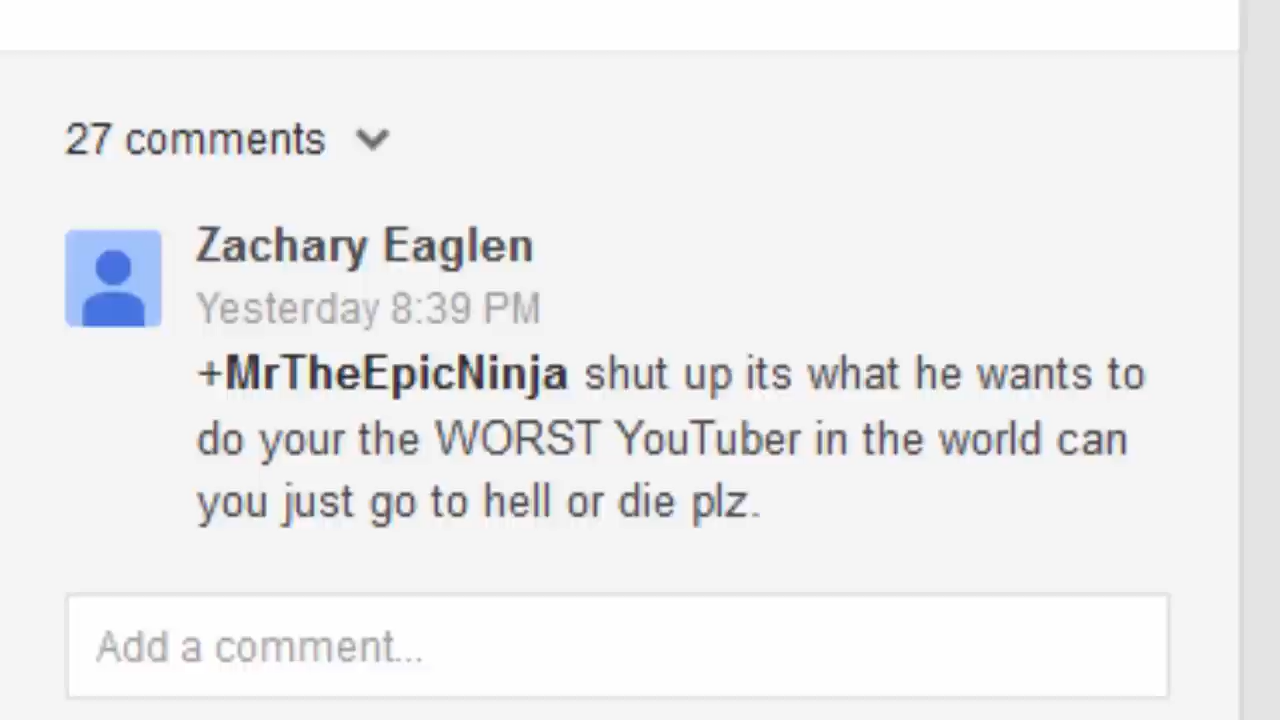 27 comments
Zachary Eaglen
Yesterday 8:39 PM
+MrTheEpicNinja shut up its what he wants to
do your the WORST YouTuber in the world can
you just go to hell or die plz.
Add a comment...